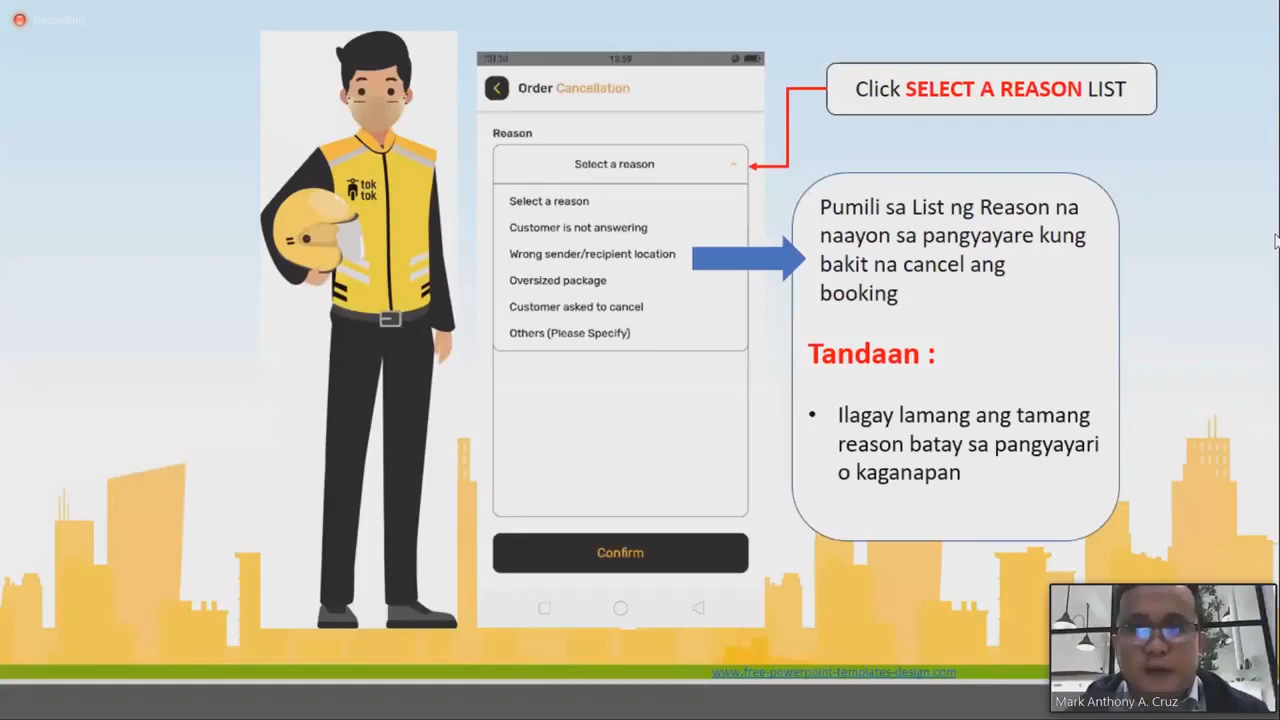 Recording
13:59
Order Cancellation
Reason
Select a reason
Select a reason
Customer is not answering
Wrong sender/recipient location
Oversized package
Customer asked to cancel
Others (Please Specify)
Confirm
tok
tok
Click SELECT A REASON LIST
Pumili sa List ng Reason na
naayon sa pangyayare kung
bakit na cancel ang
booking
Tandaan :
• Ilagay lamang ang tamang
reason batay sa pangyayari
o kaganapan
www.free-powerpoint-templates-design.com
Mark Anthony A. Cruz